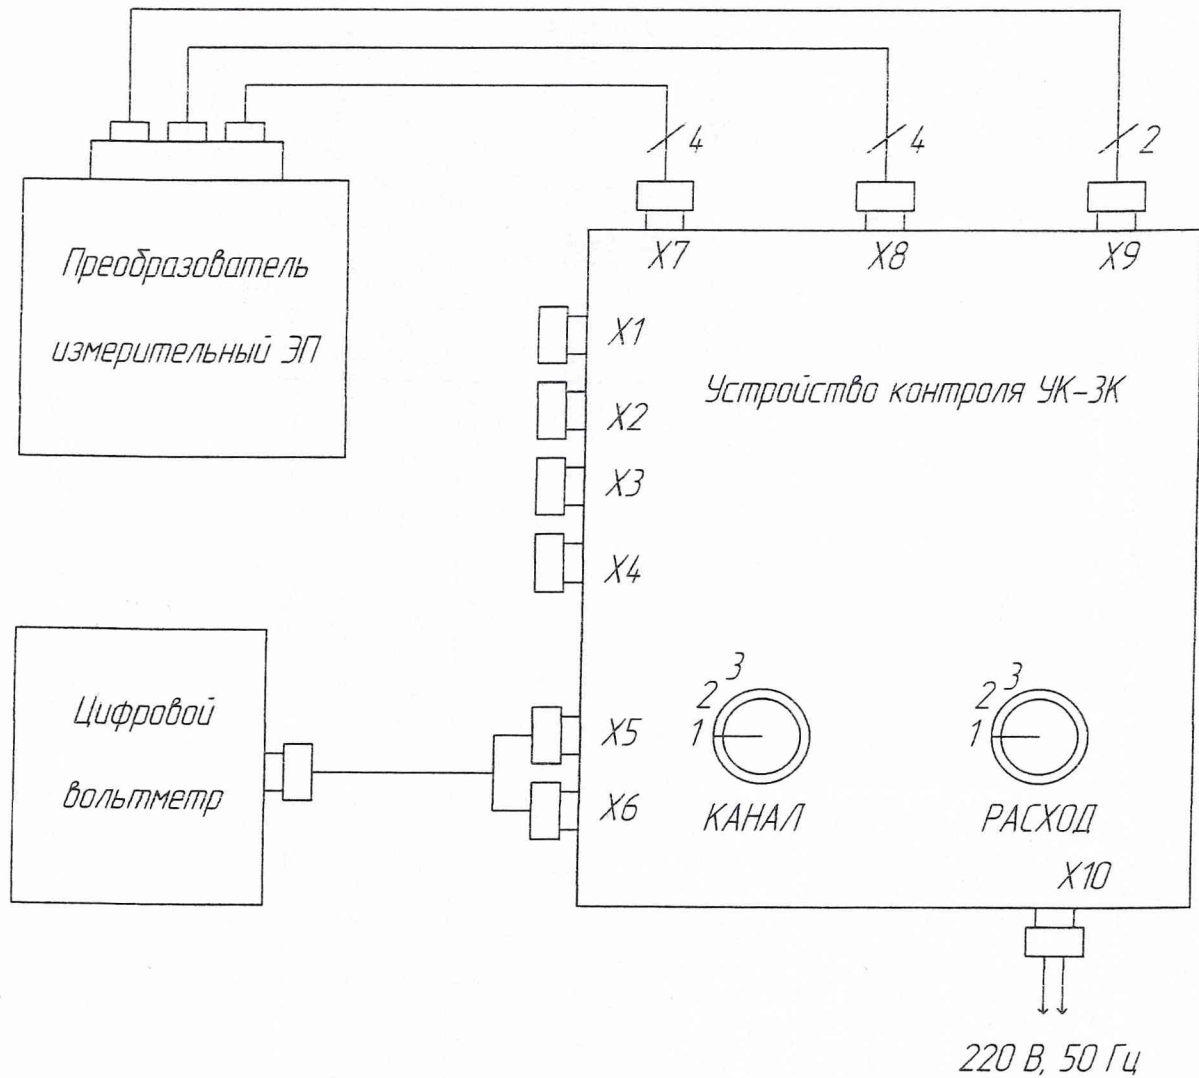 4
4
2
X7
X8
X9
Преобразователь
измерительный ЭП
X1
X2
X3
X4
Устройство контроля УК-3К
Цифровой
вольтметр
X5
X6
1
2
3
КАНАЛ
1
2
3
РАСХОД
X10
220 В, 50 Гц